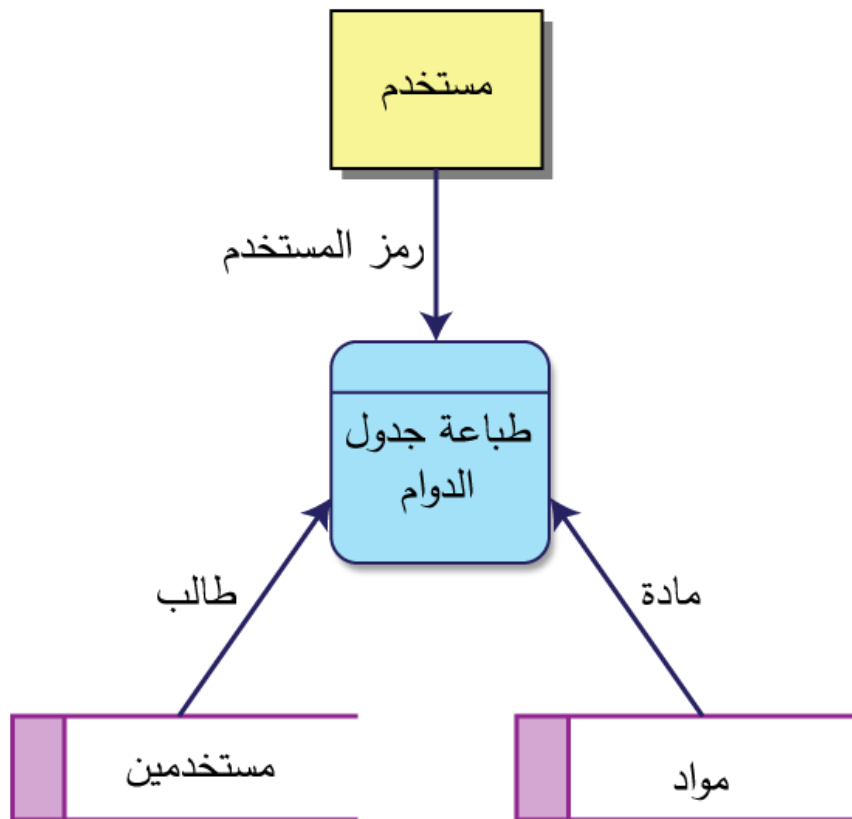 مستخدم
رمز المستخدم
طباعة جدول
الدوام
طالب
مادة
مستخدمين
مواد